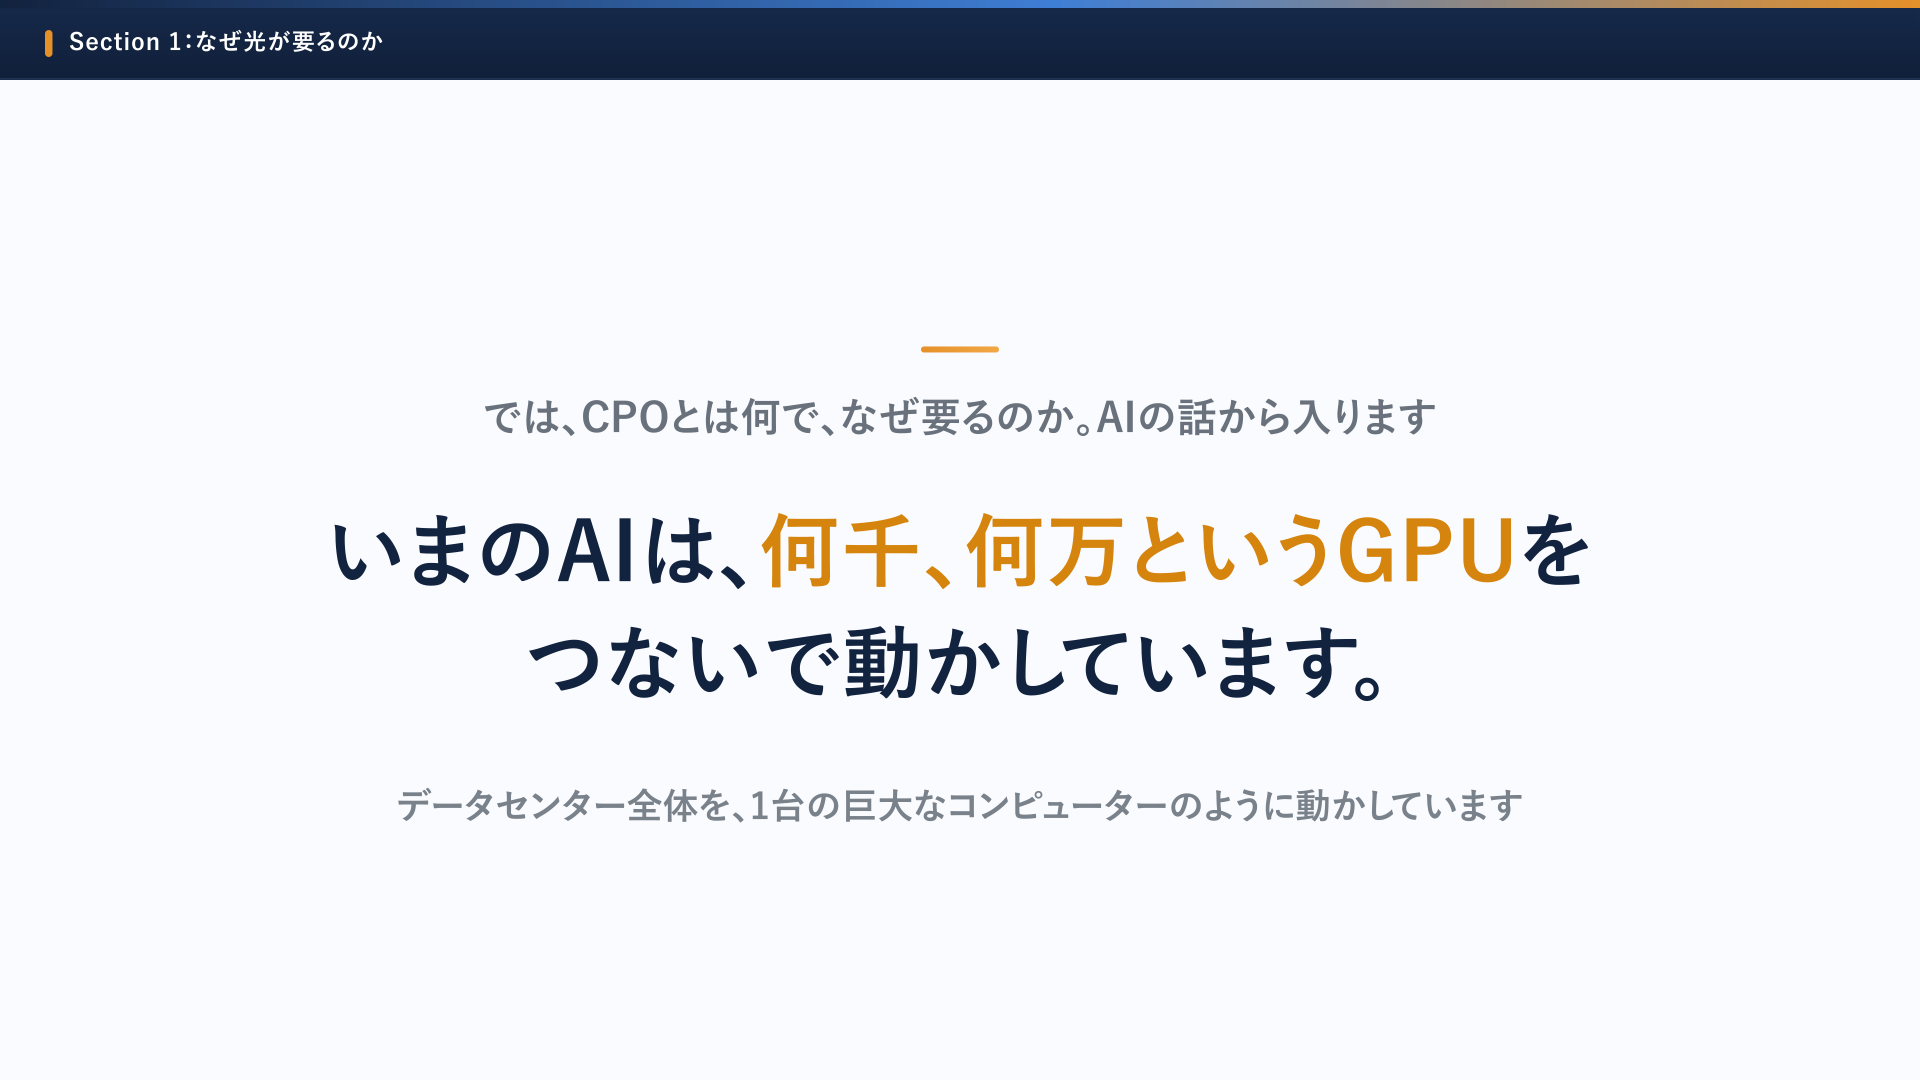 Section 1：なぜ光が要るのか
では、CPOとは何で、なぜ要るのか。AIの話から入ります
いまのAIは、何千、何万というGPUを
つないで動かしています。
データセンター全体を、1台の巨大なコンピューターのように動かしています